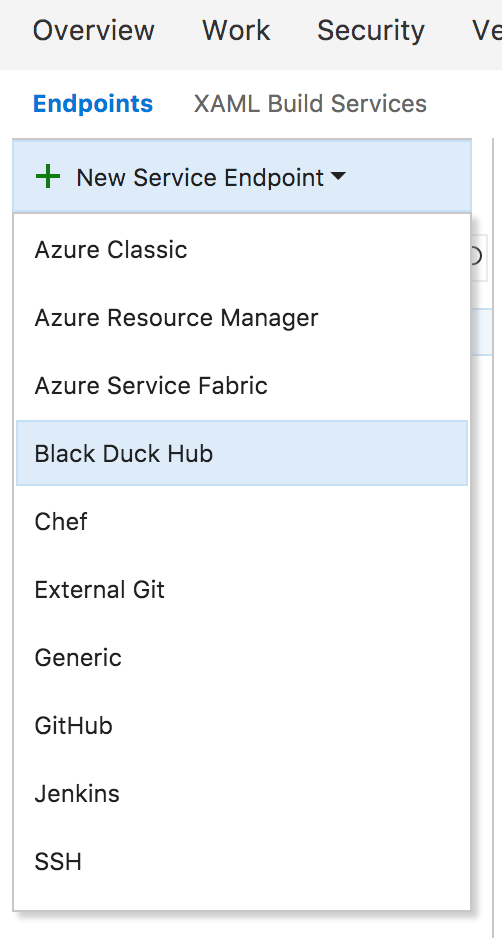 Overview Work Security
Endpoints XAML Build Services
New Service Endpoint
Azure Classic
Azure Resource Manager
Azure Service Fabric
Black Duck Hub
Chef
External Git
Generic
GitHub
Jenkins
SSH